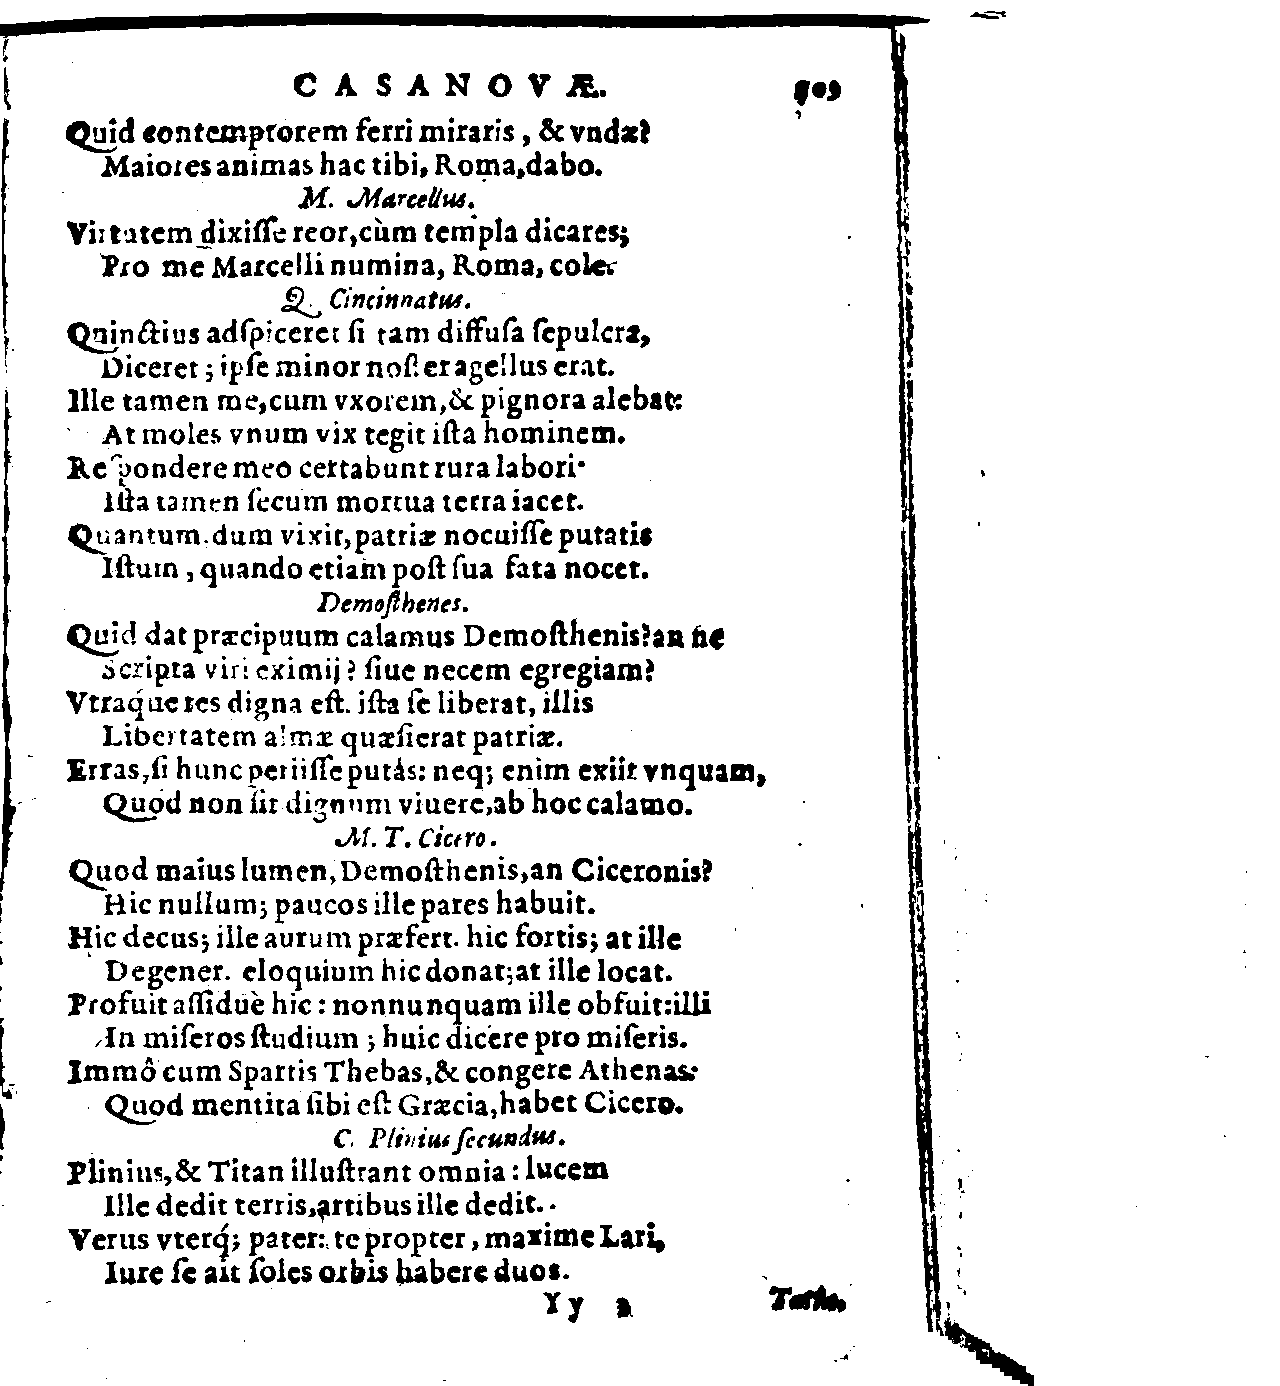 CASANOVÆ. 709
Quid contemptorem ferri miraris, & vndæ?
Maiores animas hac tibi, Roma, dabo.
M. Marcellus.
Virtutem dixiſſe reor, cùm templa dicares;
Pro me Marcelli numina, Roma, cole.
Q. Cincinnatus.
Quinctius adſpiceret ſi tam diffuſa ſepulcra,
Diceret; ipſe minor noſter agellus erat.
Ille tamen me, cum vxorem, & pignora alebat:
At moles vnum vix tegit iſta hominem.
Reſpondere meo certabunt rura labori:
Iſta tamen ſecum mortua terra iacet.
Quantum dum vixit, patriæ nocuiſſe putatis
Iſtum, quando etiam poſt ſua fata nocet.
Demoſthenes.
Quid dat præcipuum calamus Demoſthenis? an ne
Scripta viri eximij? ſiue necem egregiam?
Vtraque res digna eſt. iſta ſe liberat, illis
Libertatem almæ quæſierat patriæ.
Erras, ſi hunc periiſſe putás: neq; enim exiit vnquam,
Quod non ſit dignum viuere, ab hoc calamo.
M. T. Cicero.
Quod maius lumen, Demoſthenis, an Ciceronis?
Hic nullum; paucos ille pares habuit.
Hic decus; ille aurum præfert. hic fortis; at ille
Degener. eloquium hic donat; at ille locat.
Profuit aſſiduè hic: nonnunquam ille obfuit: illi
In miſeros ſtudium; huic dicere pro miſeris.
Immô cum Spartis Thebas, & congere Athenas:
Quod mentita ſibi eſt Græcia, habet Cicero.
C. Plinius ſecundus.
Plinius, & Titan illuſtrant omnia: lucem
Ille dedit terris, artibus ille dedit.
Verus vterq́; pater: te propter, maxime Lari,
Iure ſe ait ſoles orbis habere duos.
Yy 2